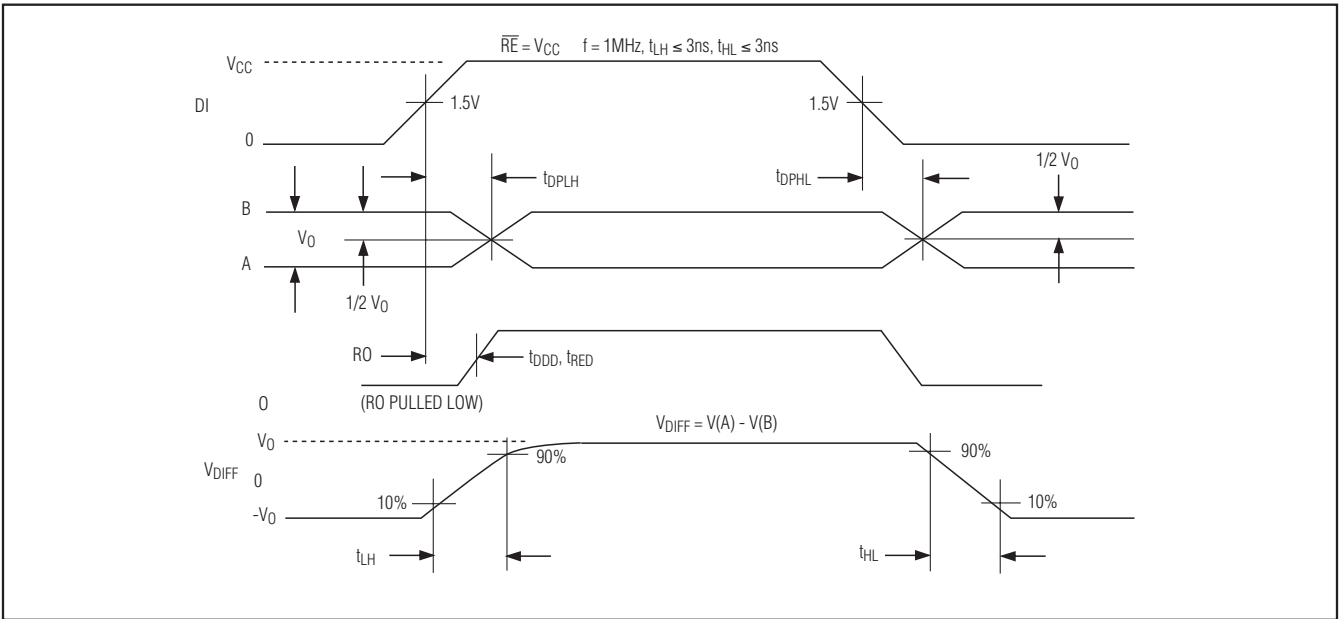 RE = VCC f = 1MHz, tLH ≤ 3ns, tHL ≤ 3ns
VCC
DI
1.5V
1.5V
0
1/2 VO
tDPLH
tDPHL
B
VO
A
1/2 VO
RO
tDDD, tRED
0
(RO PULLED LOW)
VDIFF = V(A) - V(B)
VO
90%
90%
VDIFF
0
10%
10%
-VO
tLH
tHL